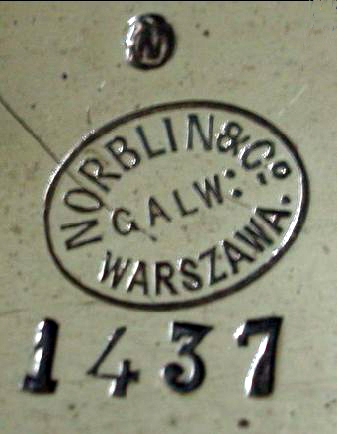 N
NORBLIN & Co.
GALW:
WARSZAWA.
1437